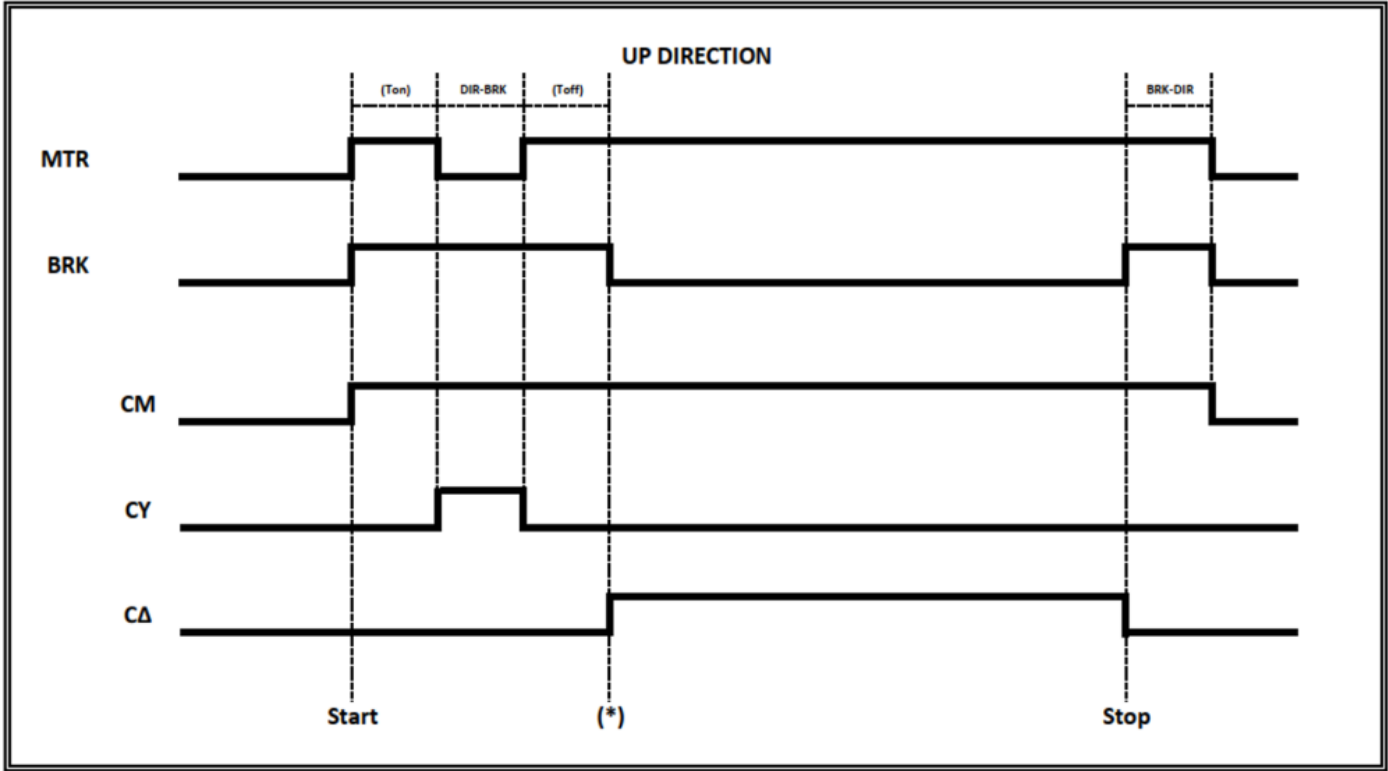 UP DIRECTION
(Ton) DIR-BRK (Toff) BRK-DIR
MTR
BRK
CM
CY
CΔ
Start (*) Stop